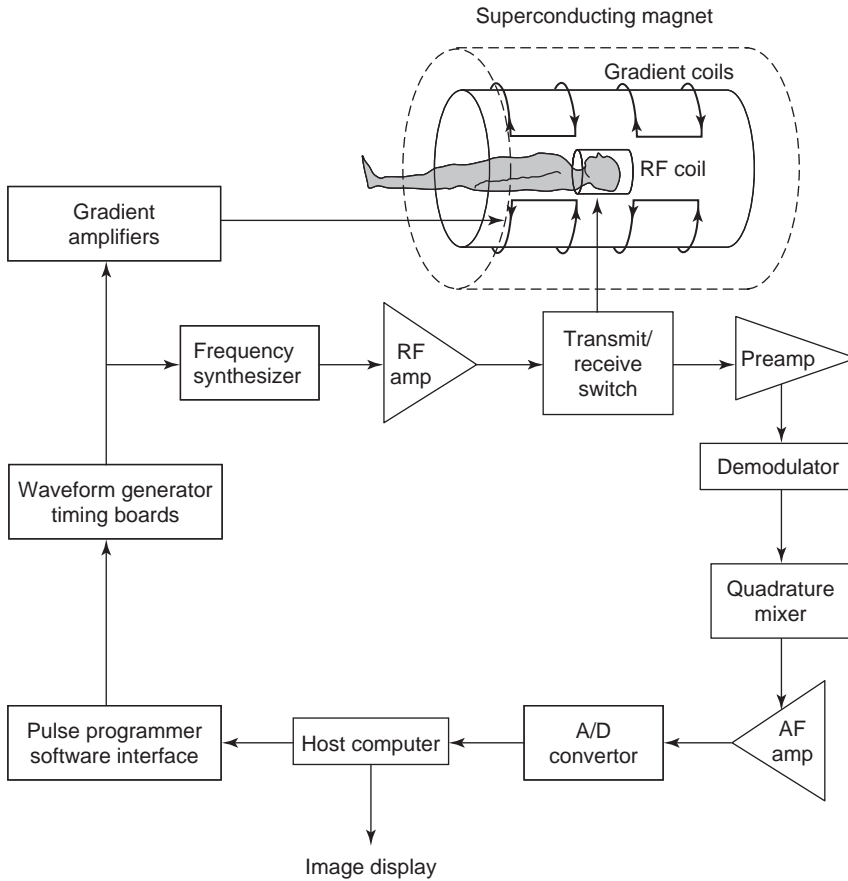 Superconducting magnet
Gradient coils
RF coil
Gradient
amplifiers
Frequency
synthesizer
RF
amp
Transmit/
receive
switch
Preamp
Waveform generator
timing boards
Demodulator
Quadrature
mixer
Pulse programmer
software interface
Host computer
A/D
convertor
AF
amp
Image display